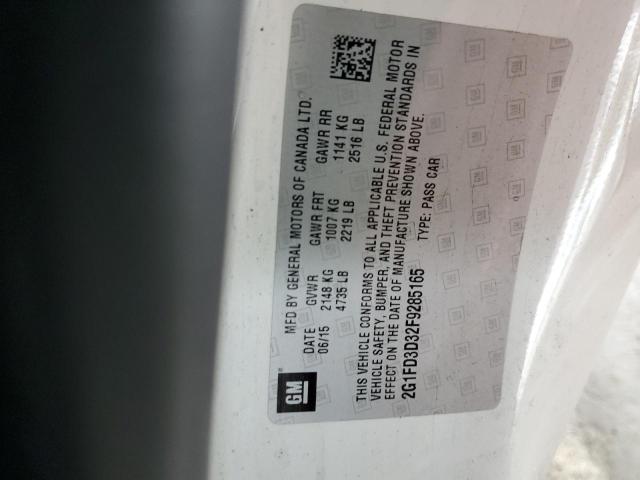 GM
MFD BY GENERAL MOTORS OF CANADA LTD.
DATE GVWR GAWR FRT GAWR RR
06/15 2148 KG 1007 KG 1141 KG
4735 LB 2219 LB 2516 LB
THIS VEHICLE CONFORMS TO ALL APPLICABLE U.S. FEDERAL MOTOR
VEHICLE SAFETY, BUMPER, AND THEFT PREVENTION STANDARDS IN
EFFECT ON THE DATE OF MANUFACTURE SHOWN ABOVE.
2G1FD3D32F9285165 TYPE: PASS CAR